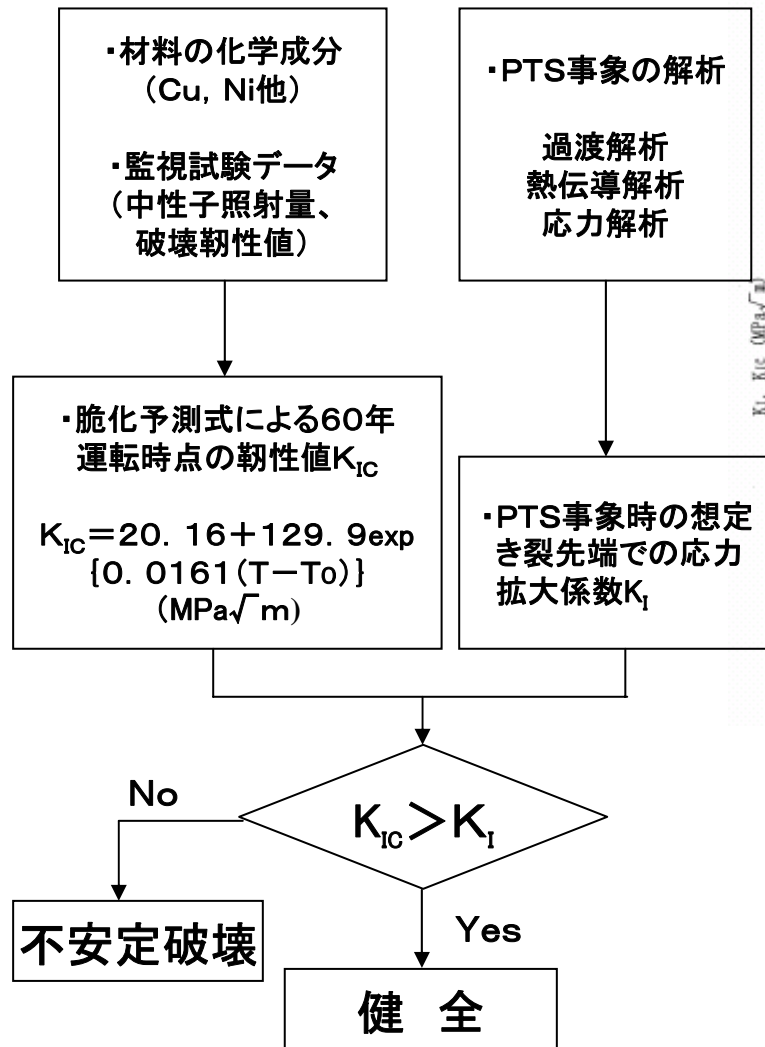 ・材料の化学成分
（Cu, Ni他）
・監視試験データ
（中性子照射量、
破壊靭性値）
・PTS事象の解析
過渡解析
熱伝導解析
応力解析
KI, KIC (MPa√m)
・脆化予測式による60年
運転時点の靭性値KIC
KIC＝20. 16＋129. 9exp
{0. 0161(T－T0)}
(MPa√m)
・PTS事象時の想定
き裂先端での応力
拡大係数KI
KIC＞KI
No
Yes
不安定破壊
健 全